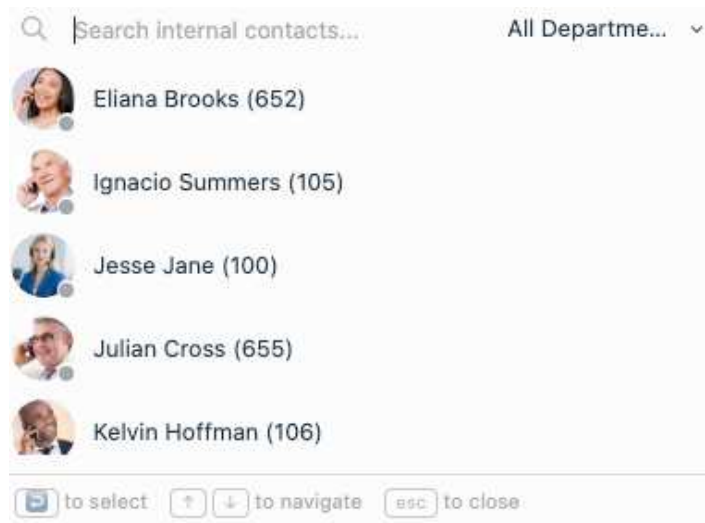 Search internal contacts... All Departme...
Eliana Brooks (652)
Ignacio Summers (105)
Jesse Jane (100)
Julian Cross (655)
Kelvin Hoffman (106)
to select ↑ ↓ to navigate esc to close